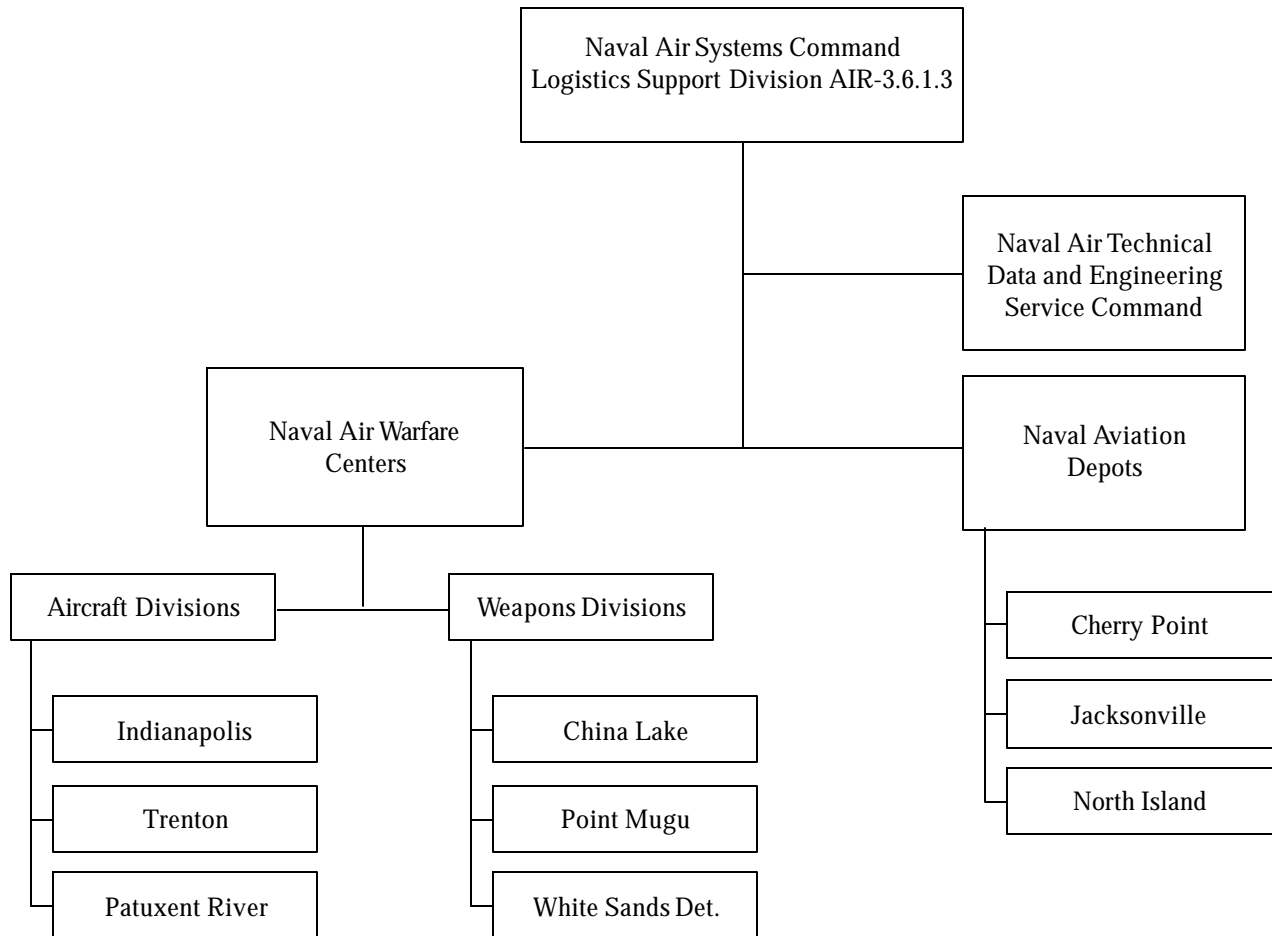 Naval Air Systems Command
Logistics Support Division AIR-3.6.1.3
Naval Air Technical
Data and Engineering
Service Command
Naval Air Warfare
Centers
Naval Aviation
Depots
Aircraft Divisions
Weapons Divisions
Indianapolis
Trenton
Patuxent River
China Lake
Point Mugu
White Sands Det.
Cherry Point
Jacksonville
North Island